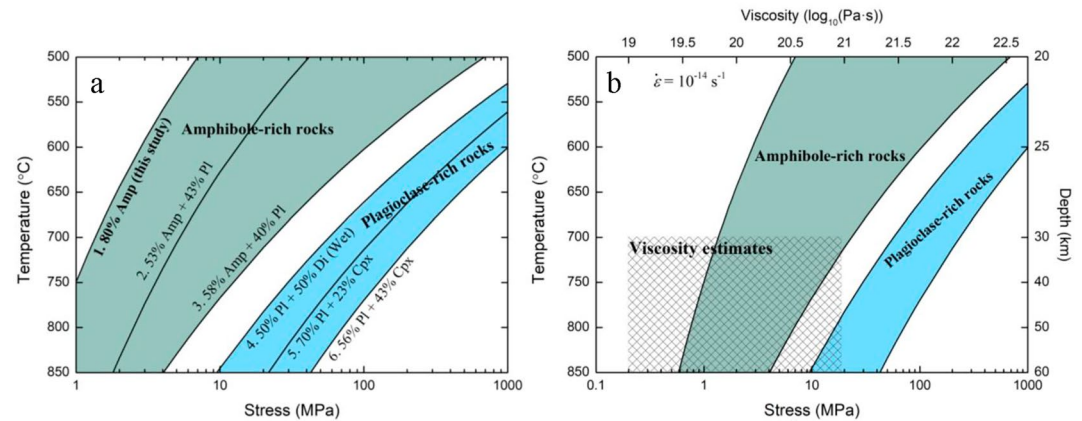 a
500
550
600
650
700
750
800
850
Temperature (°C)
1
10
100
1000
Stress (MPa)
Amphibole-rich rocks
Plagioclase-rich rocks
1. 80% Amp (this study)
2. 53% Amp + 43% Pl
3. 58% Amp + 40% Pl
4. 50% Pl + 50% Di (Wet)
5. 70% Pl + 23% Cpx
6. 56% Pl + 43% Cpx
Viscosity (log10(Pa·s))
19 19.5 20 20.5 21 21.5 22 22.5
b
ε̇ = 10⁻¹⁴ s⁻¹
500
550
600
650
700
750
800
850
Temperature (°C)
Amphibole-rich rocks
Plagioclase-rich rocks
Viscosity estimates
20
25
30
40
50
60
Depth (km)
0.1
1
10
100
1000
Stress (MPa)